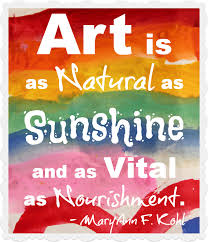 Art is
as Natural as
Sunshine
and as Vital
as Nourishment.
- MaryAnn F. Kohl